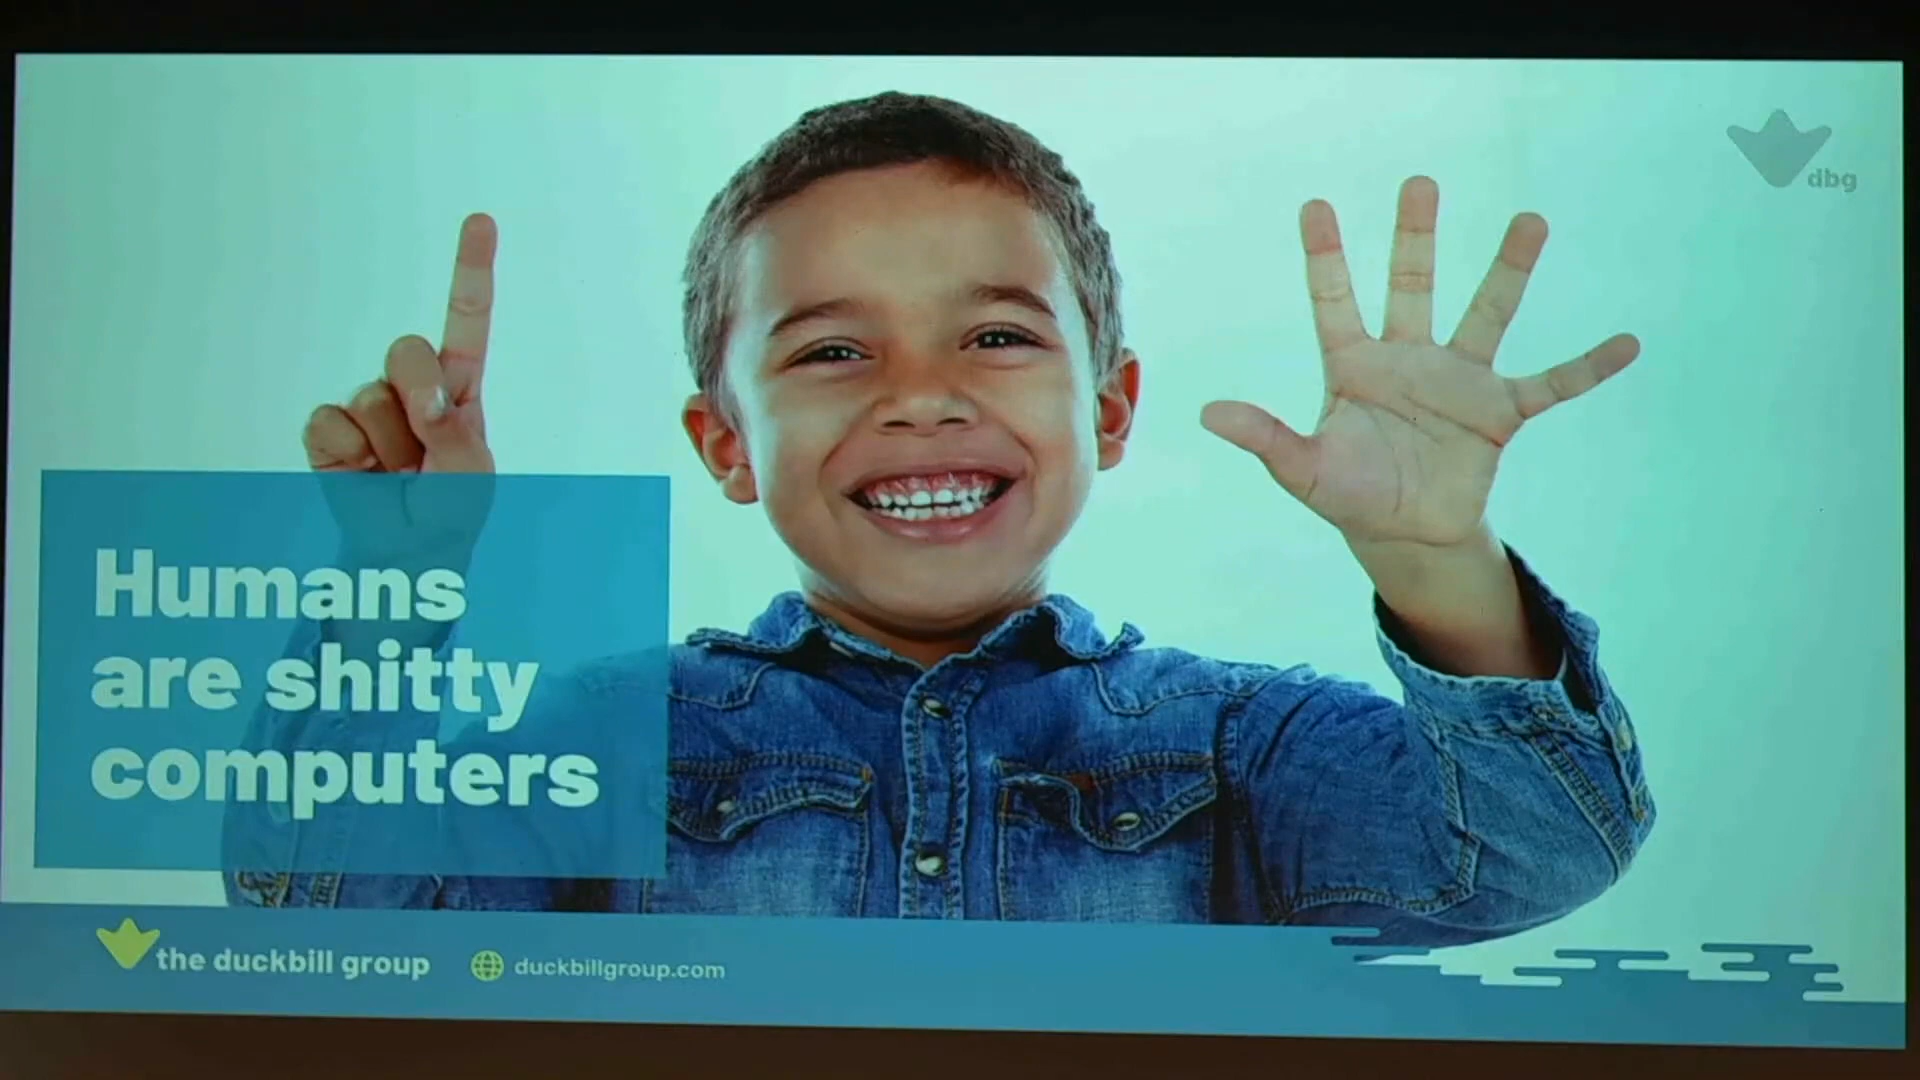 dbg
Humans
are shitty
computers
the duckbill group
duckbillgroup.com